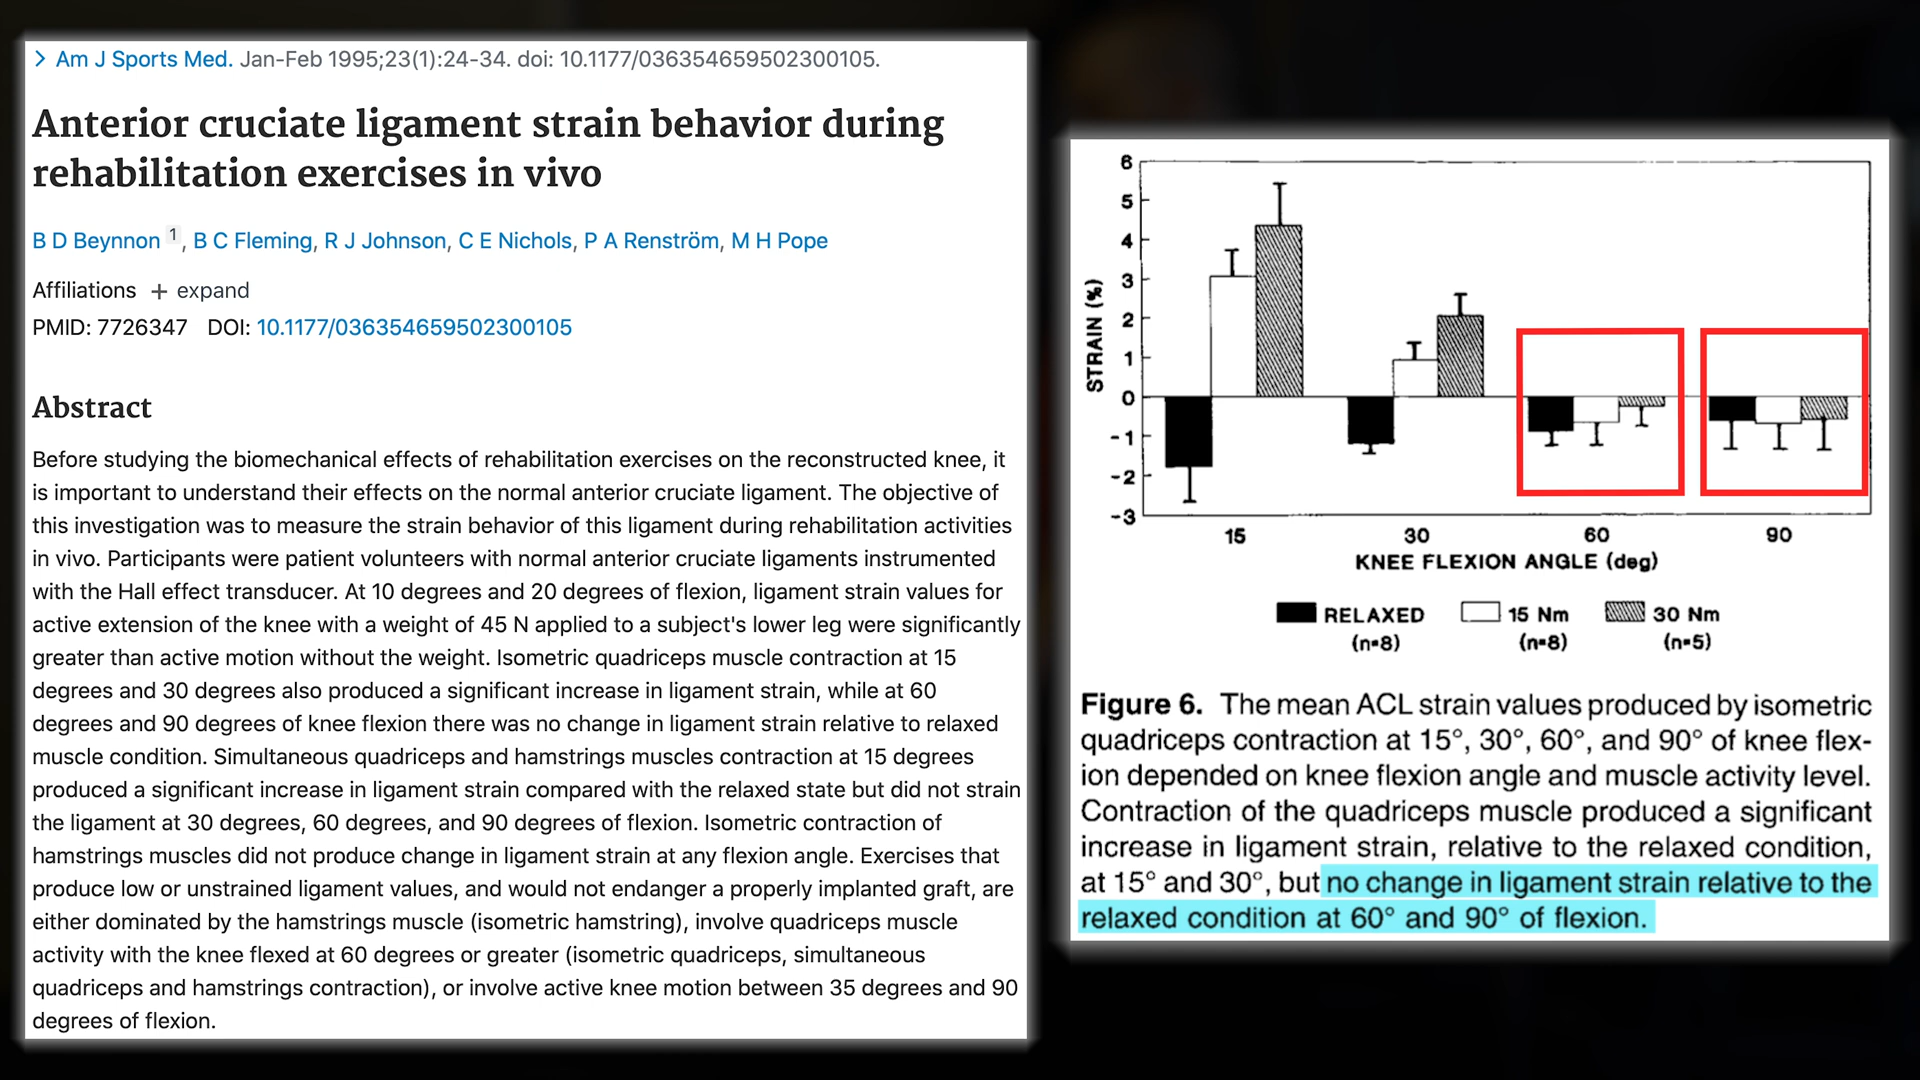 > Am J Sports Med. Jan-Feb 1995;23(1):24-34. doi: 10.1177/036354659502300105.
Anterior cruciate ligament strain behavior during
rehabilitation exercises in vivo
B D Beynnon 1, B C Fleming, R J Johnson, C E Nichols, P A Renström, M H Pope
Affiliations + expand
PMID: 7726347 DOI: 10.1177/036354659502300105
Abstract
Before studying the biomechanical effects of rehabilitation exercises on the reconstructed knee, it
is important to understand their effects on the normal anterior cruciate ligament. The objective of
this investigation was to measure the strain behavior of this ligament during rehabilitation activities
in vivo. Participants were patient volunteers with normal anterior cruciate ligaments instrumented
with the Hall effect transducer. At 10 degrees and 20 degrees of flexion, ligament strain values for
active extension of the knee with a weight of 45 N applied to a subject's lower leg were significantly
greater than active motion without the weight. Isometric quadriceps muscle contraction at 15
degrees and 30 degrees also produced a significant increase in ligament strain, while at 60
degrees and 90 degrees of knee flexion there was no change in ligament strain relative to relaxed
muscle condition. Simultaneous quadriceps and hamstrings muscles contraction at 15 degrees
produced a significant increase in ligament strain compared with the relaxed state but did not strain
the ligament at 30 degrees, 60 degrees, and 90 degrees of flexion. Isometric contraction of
hamstrings muscles did not produce change in ligament strain at any flexion angle. Exercises that
produce low or unstrained ligament values, and would not endanger a properly implanted graft, are
either dominated by the hamstrings muscle (isometric hamstring), involve quadriceps muscle
activity with the knee flexed at 60 degrees or greater (isometric quadriceps, simultaneous
quadriceps and hamstrings contraction), or involve active knee motion between 35 degrees and 90
degrees of flexion.
6
5
4
3
2
1
0
-1
-2
-3
STRAIN (%)
15 30 60 90
KNEE FLEXION ANGLE (deg)
RELAXED 15 Nm 30 Nm
(n=8) (n=8) (n=5)
Figure 6. The mean ACL strain values produced by isometric
quadriceps contraction at 15°, 30°, 60°, and 90° of knee flex-
ion depended on knee flexion angle and muscle activity level.
Contraction of the quadriceps muscle produced a significant
increase in ligament strain, relative to the relaxed condition,
at 15° and 30°, but no change in ligament strain relative to the
relaxed condition at 60° and 90° of flexion.